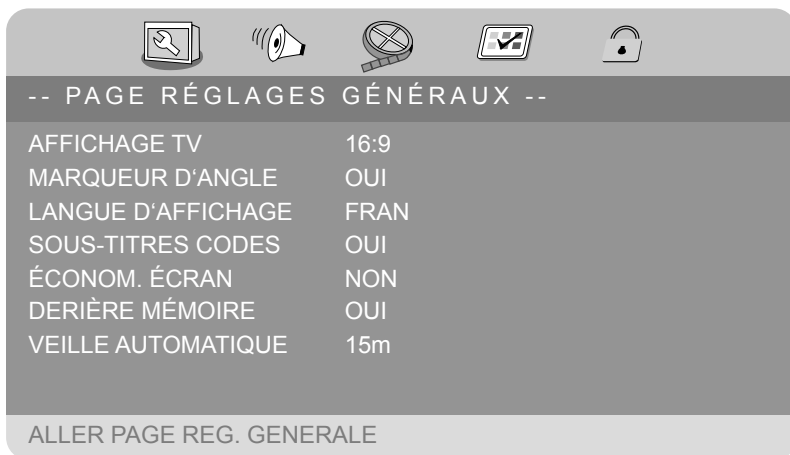 -- PAGE RÉGLAGES GÉNÉRAUX --
AFFICHAGE TV 16:9
MARQUEUR D‘ANGLE OUI
LANGUE D‘AFFICHAGE FRAN
SOUS-TITRES CODES OUI
ÉCONOM. ÉCRAN NON
DERIÈRE MÉMOIRE OUI
VEILLE AUTOMATIQUE 15m
ALLER PAGE REG. GENERALE